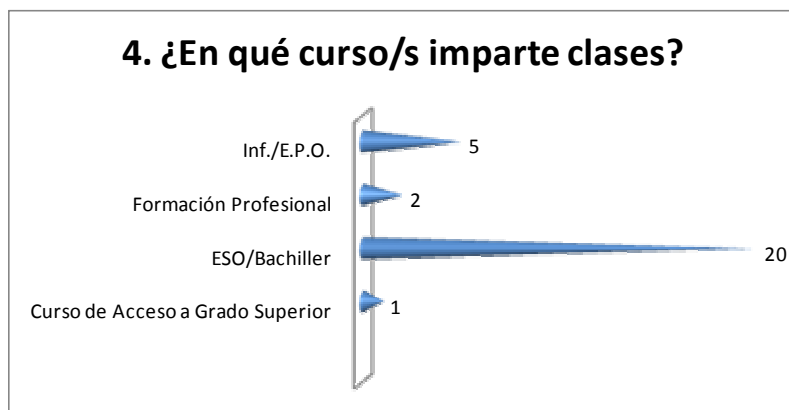 4. ¿En qué curso/s imparte clases?
Inf./E.P.O.
5
Formación Profesional
2
ESO/Bachiller
20
Curso de Acceso a Grado Superior
1